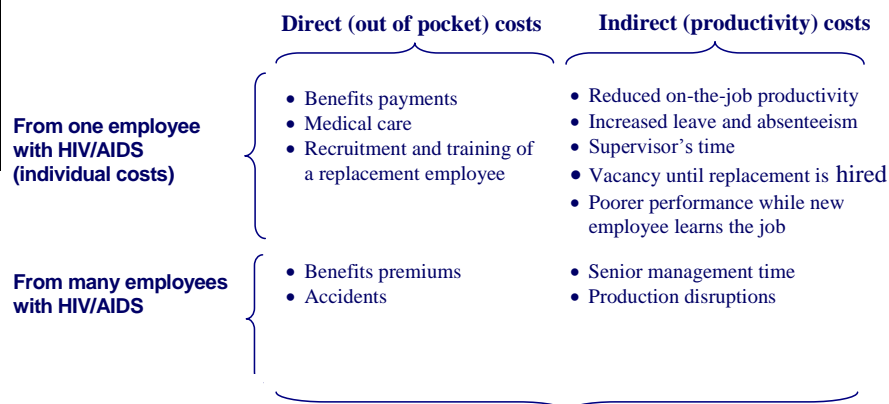 Direct (out of pocket) costs
Indirect (productivity) costs
From one employee
with HIV/AIDS
(individual costs)
• Benefits payments
• Medical care
• Recruitment and training of
a replacement employee
• Reduced on-the-job productivity
• Increased leave and absenteeism
• Supervisor's time
• Vacancy until replacement is hired
• Poorer performance while new
employee learns the job
From many employees
with HIV/AIDS
• Benefits premiums
• Accidents
• Senior management time
• Production disruptions